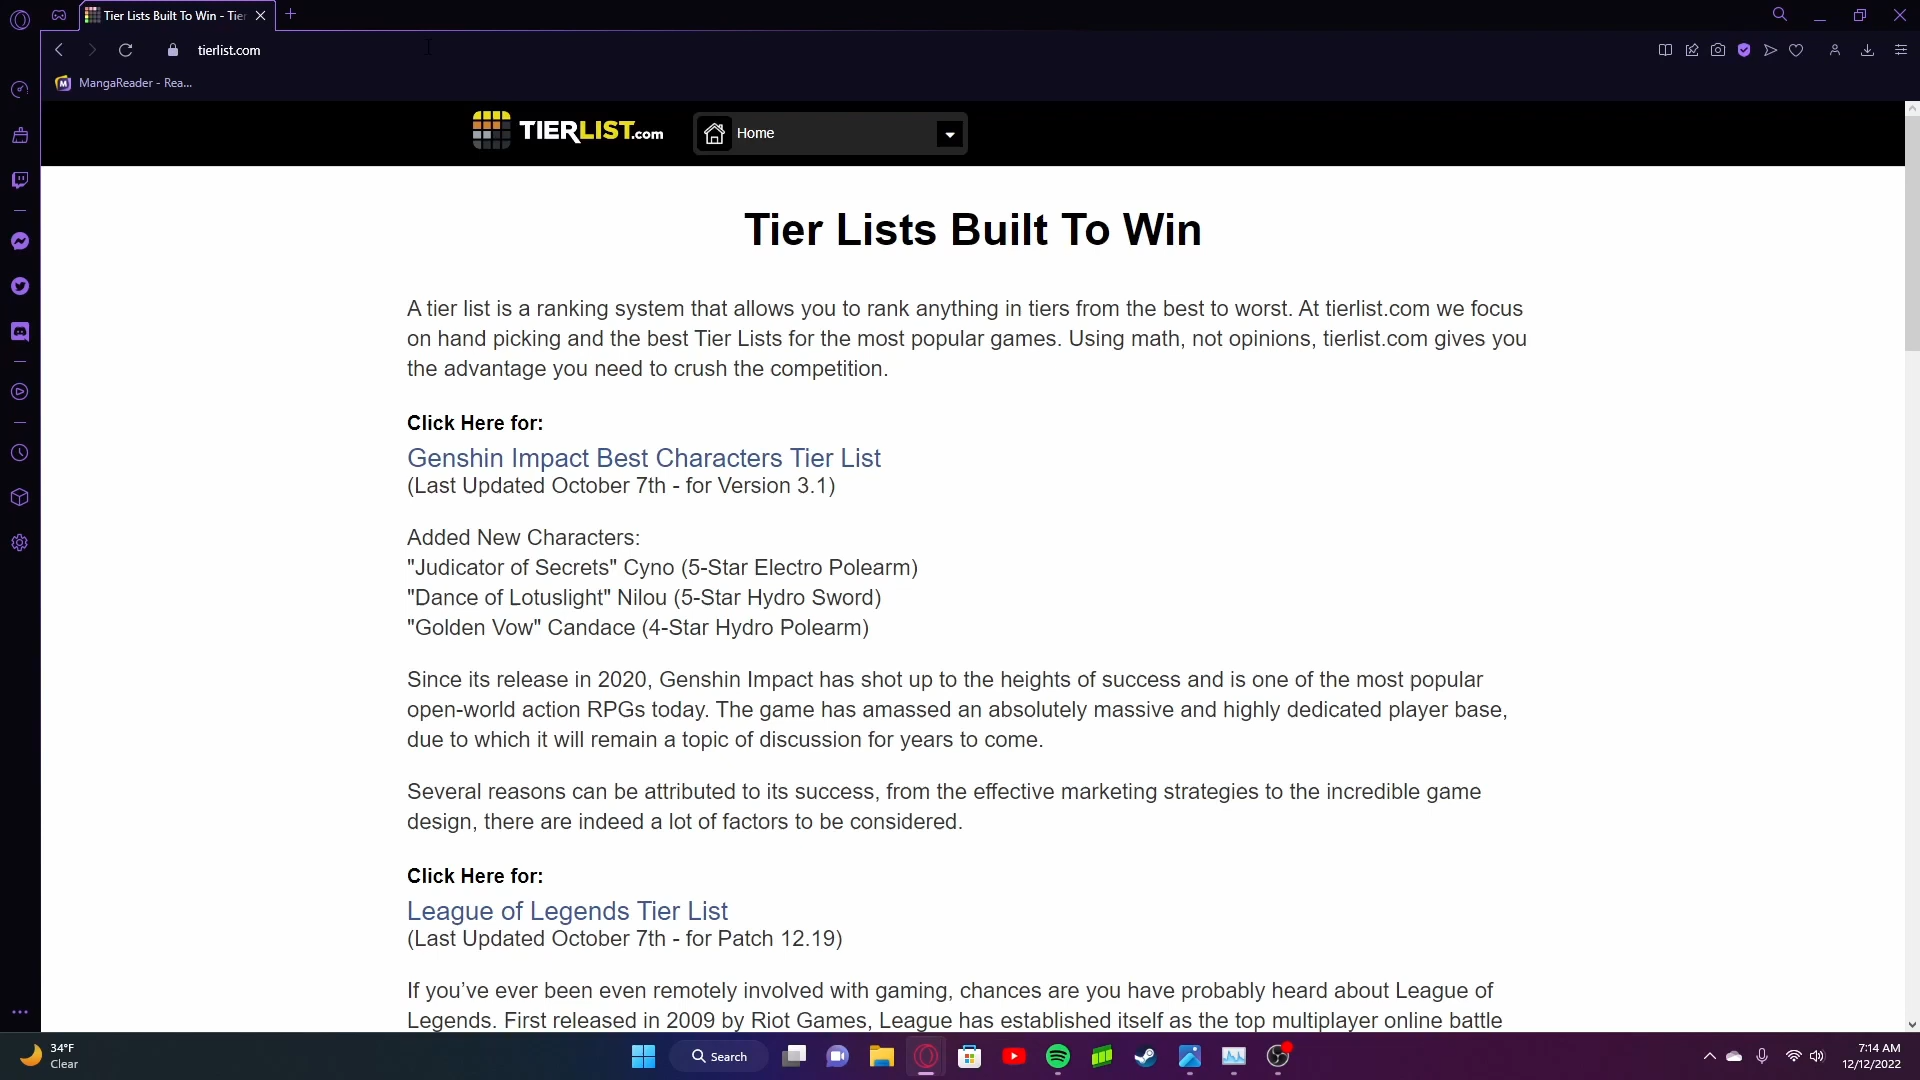 Tier Lists Built To Win - Tier
tierlist.com
MangaReader - Rea...
TIERLIST.com
Home
Tier Lists Built To Win
A tier list is a ranking system that allows you to rank anything in tiers from the best to worst. At tierlist.com we focus
on hand picking and the best Tier Lists for the most popular games. Using math, not opinions, tierlist.com gives you
the advantage you need to crush the competition.
Click Here for:
Genshin Impact Best Characters Tier List
(Last Updated October 7th - for Version 3.1)
Added New Characters:
"Judicator of Secrets" Cyno (5-Star Electro Polearm)
"Dance of Lotuslight" Nilou (5-Star Hydro Sword)
"Golden Vow" Candace (4-Star Hydro Polearm)
Since its release in 2020, Genshin Impact has shot up to the heights of success and is one of the most popular
open-world action RPGs today. The game has amassed an absolutely massive and highly dedicated player base,
due to which it will remain a topic of discussion for years to come.
Several reasons can be attributed to its success, from the effective marketing strategies to the incredible game
design, there are indeed a lot of factors to be considered.
Click Here for:
League of Legends Tier List
(Last Updated October 7th - for Patch 12.19)
If you’ve ever been even remotely involved with gaming, chances are you have probably heard about League of
Legends. First released in 2009 by Riot Games, League has established itself as the top multiplayer online battle
34°F
Clear
Search
7:14 AM
12/12/2022